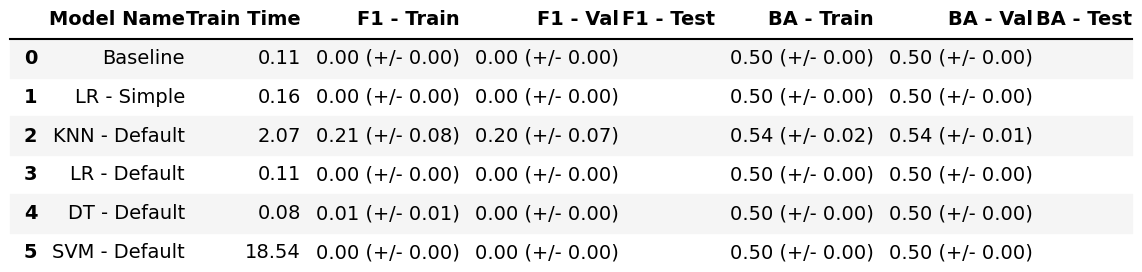 Model Name Train Time F1 - Train F1 - Val F1 - Test BA - Train BA - Val BA - Test
0 Baseline 0.11 0.00 (+/- 0.00) 0.00 (+/- 0.00) 0.50 (+/- 0.00) 0.50 (+/- 0.00)
1 LR - Simple 0.16 0.00 (+/- 0.00) 0.00 (+/- 0.00) 0.50 (+/- 0.00) 0.50 (+/- 0.00)
2 KNN - Default 2.07 0.21 (+/- 0.08) 0.20 (+/- 0.07) 0.54 (+/- 0.02) 0.54 (+/- 0.01)
3 LR - Default 0.11 0.00 (+/- 0.00) 0.00 (+/- 0.00) 0.50 (+/- 0.00) 0.50 (+/- 0.00)
4 DT - Default 0.08 0.01 (+/- 0.01) 0.00 (+/- 0.00) 0.50 (+/- 0.00) 0.50 (+/- 0.00)
5 SVM - Default 18.54 0.00 (+/- 0.00) 0.00 (+/- 0.00) 0.50 (+/- 0.00) 0.50 (+/- 0.00)